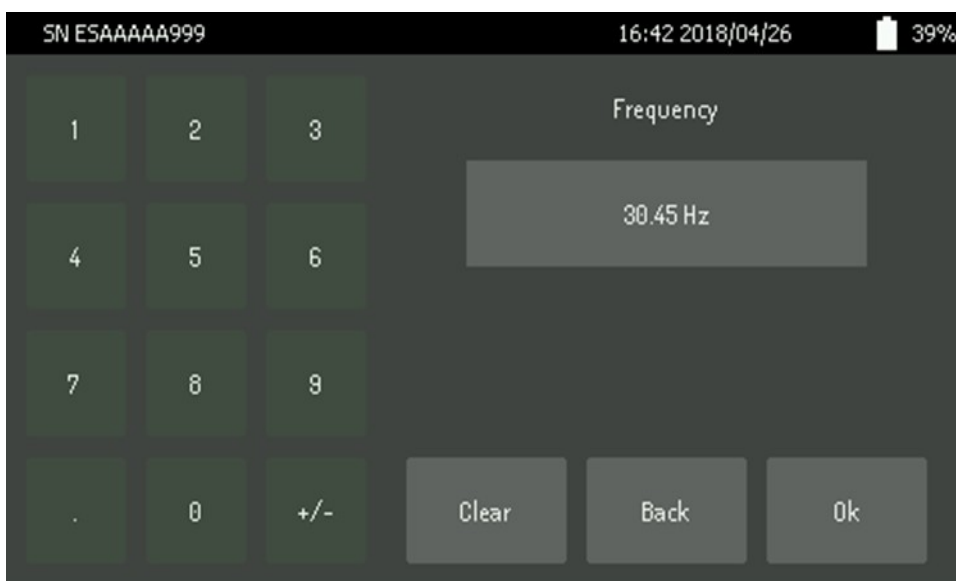 SN ESAAAAA999 16:42 2018/04/26 39%
Frequency
30.45 Hz
1 2 3
4 5 6
7 8 9
. 0 +/-
Clear Back Ok